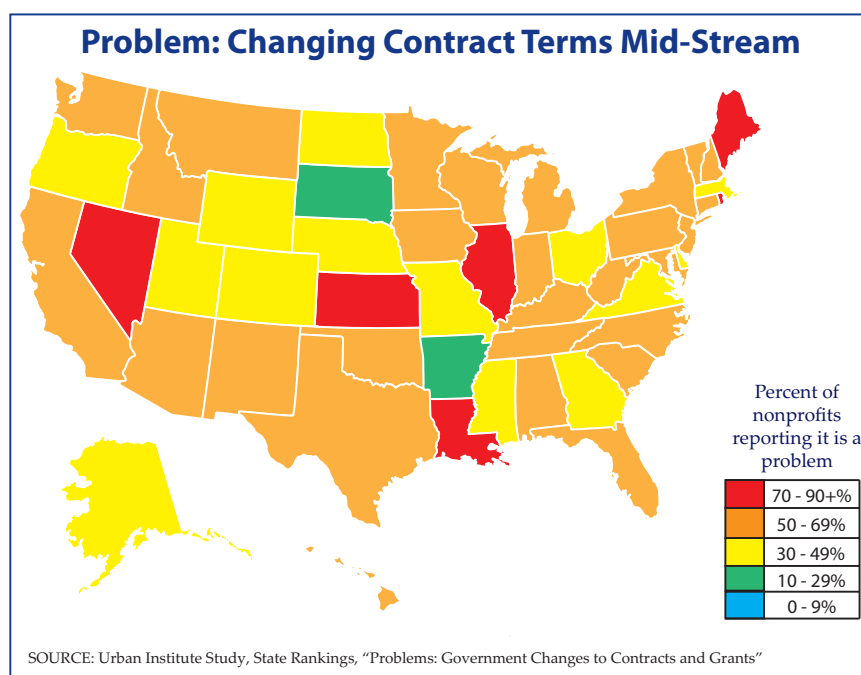 Problem: Changing Contract Terms Mid-Stream
Percent of
nonprofits
reporting it is a
problem
70 - 90+%
50 - 69%
30 - 49%
10 - 29%
0 - 9%
SOURCE: Urban Institute Study, State Rankings, “Problems: Government Changes to Contracts and Grants”